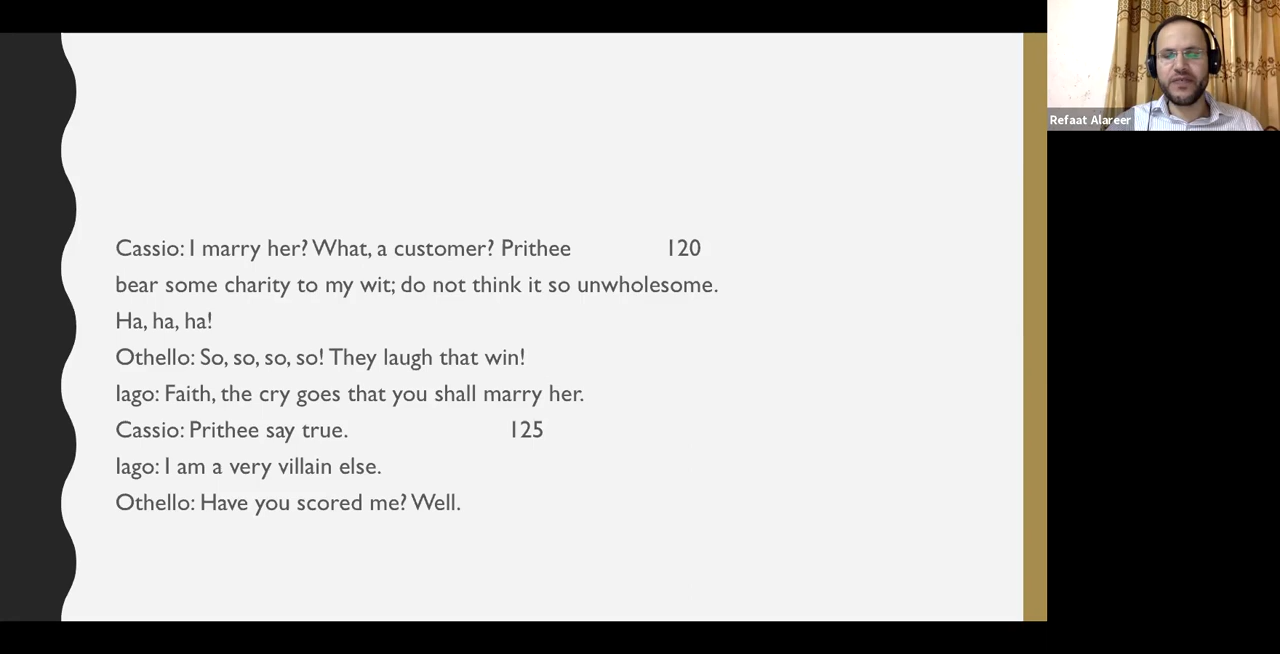 Cassio: I marry her? What, a customer? Prithee 120
bear some charity to my wit; do not think it so unwholesome.
Ha, ha, ha!
Othello: So, so, so, so! They laugh that win!
Iago: Faith, the cry goes that you shall marry her.
Cassio: Prithee say true. 125
Iago: I am a very villain else.
Othello: Have you scored me? Well.
Refaat Alareer